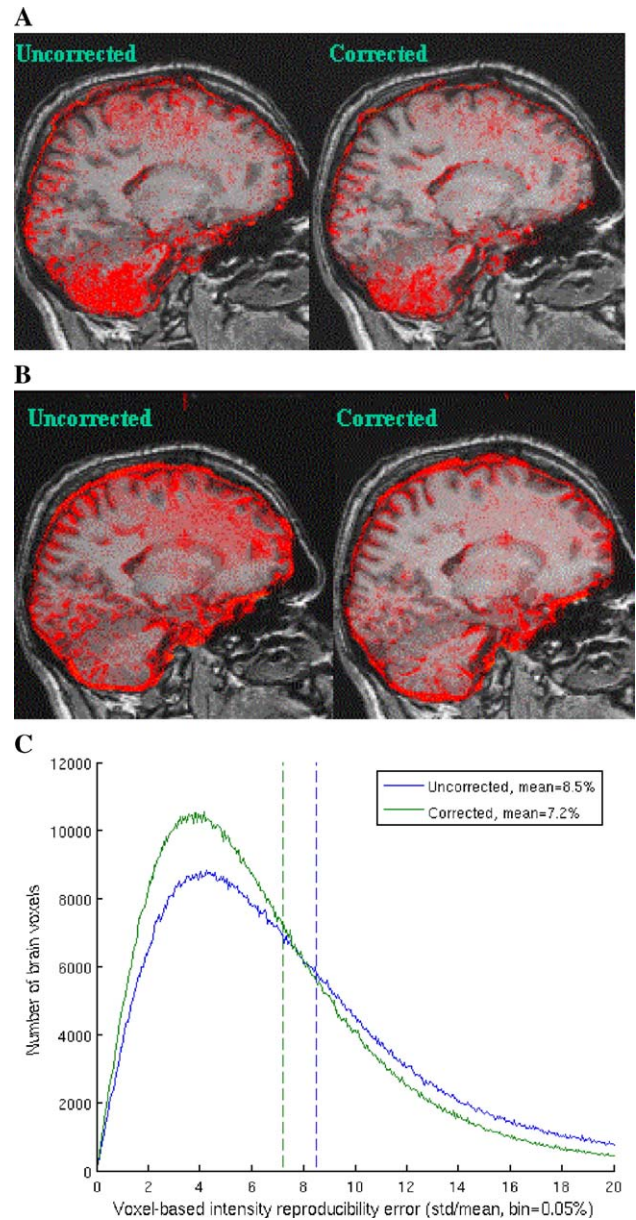 A
Uncorrected
Corrected
B
Uncorrected
Corrected
C
12000
10000
8000
6000
4000
2000
0
Number of brain voxels
Uncorrected, mean=8.5%
Corrected, mean=7.2%
0 2 4 6 8 10 12 14 16 18 20
Voxel-based intensity reproducibility error (std/mean, bin=0.05%)